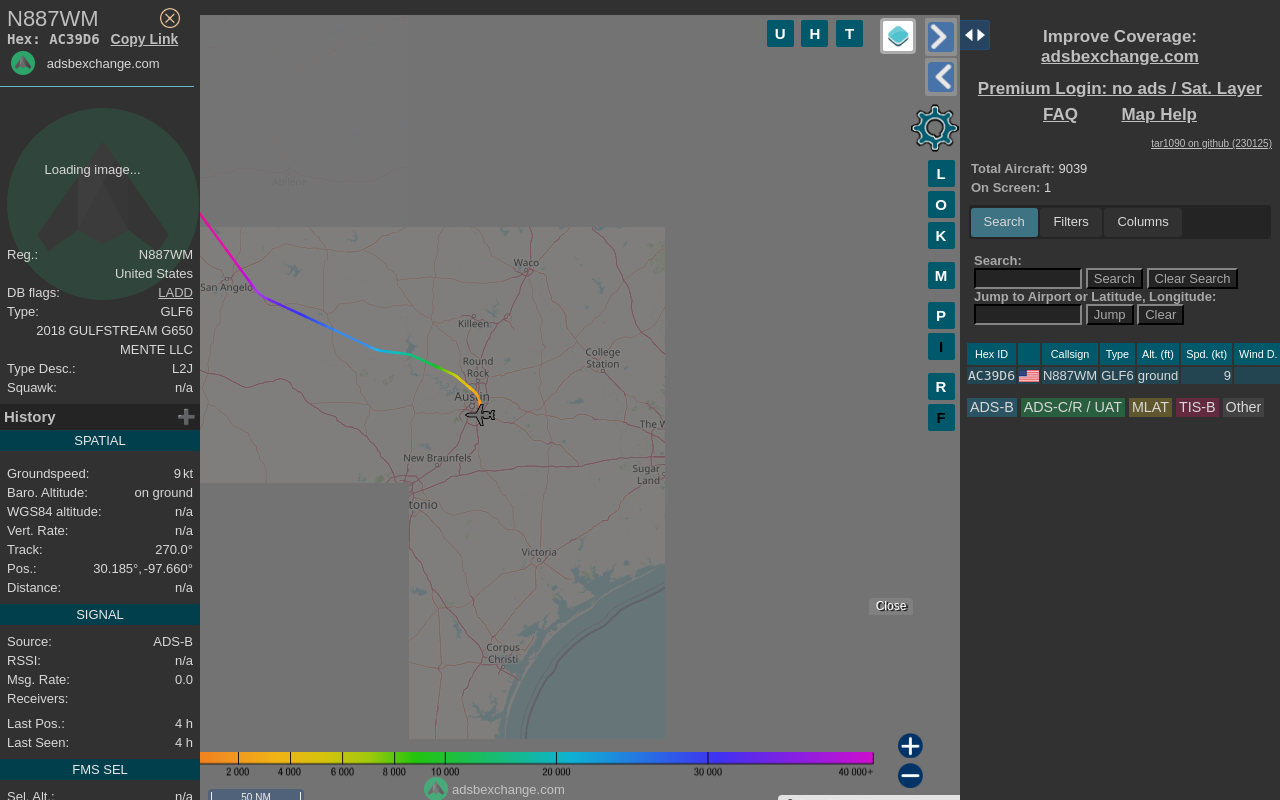 N887WM
Hex: AC39D6 Copy Link
adsbexchange.com
Loading image...
Reg.: N887WM
United States
DB flags: LADD
Type: GLF6
2018 GULFSTREAM G650
MENTE LLC
Type Desc.: L2J
Squawk: n/a
History
SPATIAL
Groundspeed: 9 kt
Baro. Altitude: on ground
WGS84 altitude: n/a
Vert. Rate: n/a
Track: 270.0°
Pos.: 30.185°, -97.660°
Distance: n/a
SIGNAL
Source: ADS-B
RSSI: n/a
Msg. Rate: 0.0
Receivers:
Last Pos.: 4 h
Last Seen: 4 h
FMS SEL
Sel. Alt.: n/a
U H T
L
O
K
M
P
I
R
F
Abilene
Waco
San Angelo
Killeen
Round
Rock
College
Station
Austin
The W
New Braunfels
Sugar
Land
tonio
Victoria
Corpus
Christi
Close
2 000 4 000 6 000 8 000 10 000 20 000 30 000 40 000+
adsbexchange.com
50 NM
Improve Coverage:
adsbexchange.com
Premium Login: no ads / Sat. Layer
FAQ Map Help
tar1090 on github (230125)
Total Aircraft: 9039
On Screen: 1
Search Filters Columns
Search:
Search Clear Search
Jump to Airport or Latitude, Longitude:
Jump Clear
Hex ID Callsign Type Alt. (ft) Spd. (kt) Wind D.
AC39D6 N887WM GLF6 ground 9
ADS-B ADS-C/R / UAT MLAT TIS-B Other